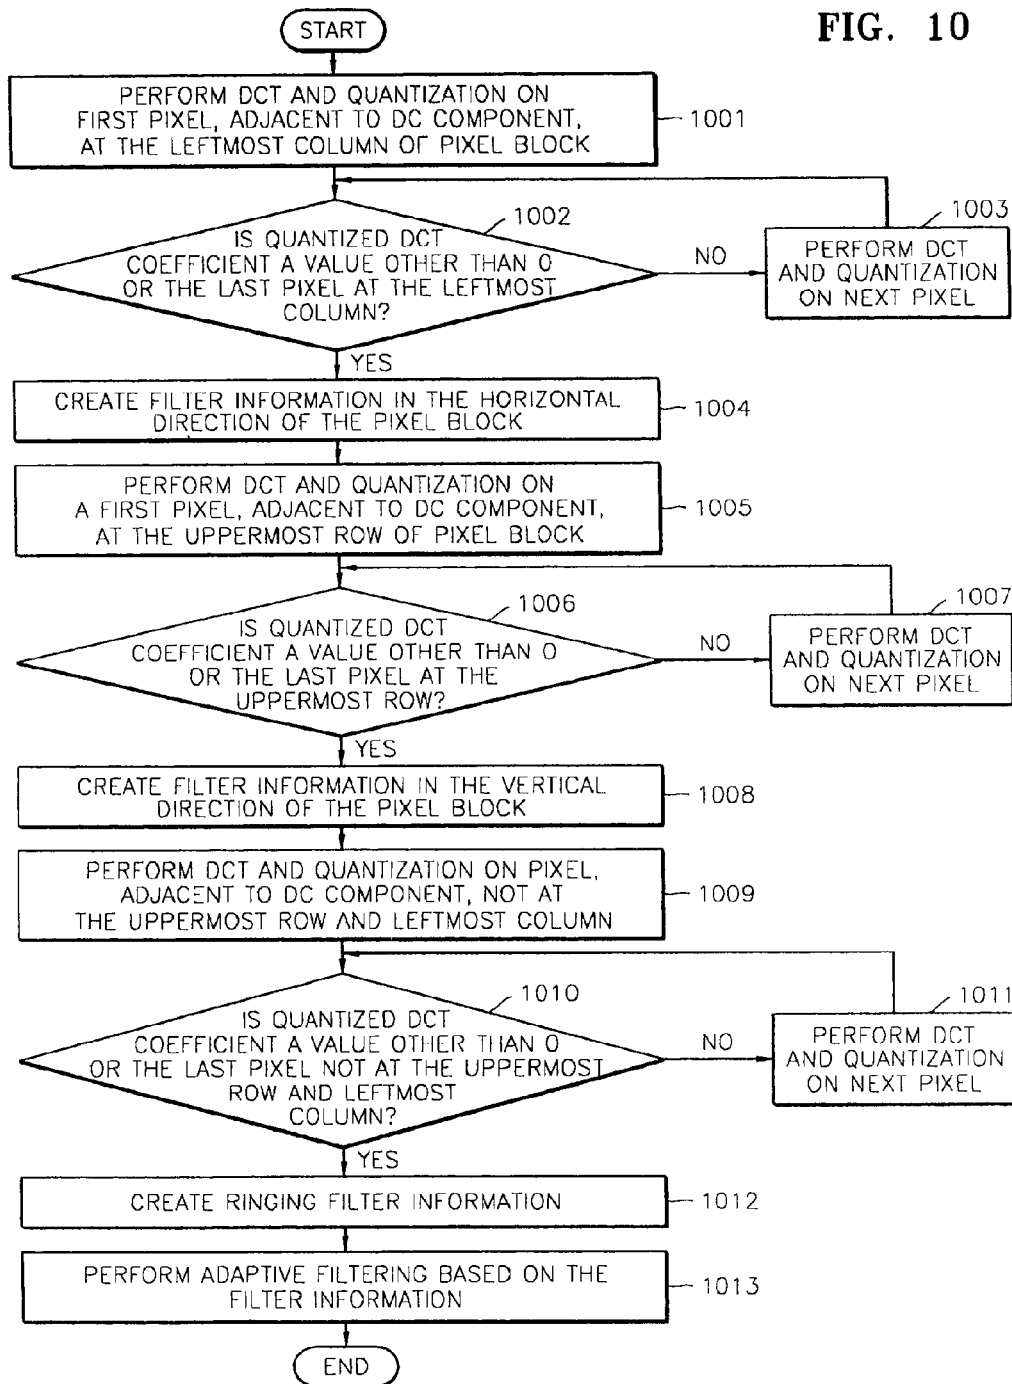 FIG. 10
START
PERFORM DCT AND QUANTIZATION ON
FIRST PIXEL, ADJACENT TO DC COMPONENT,
AT THE LEFTMOST COLUMN OF PIXEL BLOCK
1001
1002
IS QUANTIZED DCT
COEFFICIENT A VALUE OTHER THAN 0
OR THE LAST PIXEL AT THE LEFTMOST
COLUMN?
NO
1003
PERFORM DCT
AND QUANTIZATION
ON NEXT PIXEL
YES
CREATE FILTER INFORMATION IN THE HORIZONTAL
DIRECTION OF THE PIXEL BLOCK
1004
PERFORM DCT AND QUANTIZATION ON
A FIRST PIXEL, ADJACENT TO DC COMPONENT,
AT THE UPPERMOST ROW OF PIXEL BLOCK
1005
1006
IS QUANTIZED DCT
COEFFICIENT A VALUE OTHER THAN 0
OR THE LAST PIXEL AT THE
UPPERMOST ROW?
NO
1007
PERFORM DCT
AND QUANTIZATION
ON NEXT PIXEL
YES
CREATE FILTER INFORMATION IN THE VERTICAL
DIRECTION OF THE PIXEL BLOCK
1008
PERFORM DCT AND QUANTIZATION ON PIXEL,
ADJACENT TO DC COMPONENT, NOT AT
THE UPPERMOST ROW AND LEFTMOST COLUMN
1009
1010
IS QUANTIZED DCT
COEFFICIENT A VALUE OTHER THAN 0
OR THE LAST PIXEL NOT AT THE UPPERMOST
ROW AND LEFTMOST
COLUMN?
NO
1011
PERFORM DCT
AND QUANTIZATION
ON NEXT PIXEL
YES
CREATE RINGING FILTER INFORMATION
1012
PERFORM ADAPTIVE FILTERING BASED ON THE
FILTER INFORMATION
1013
END